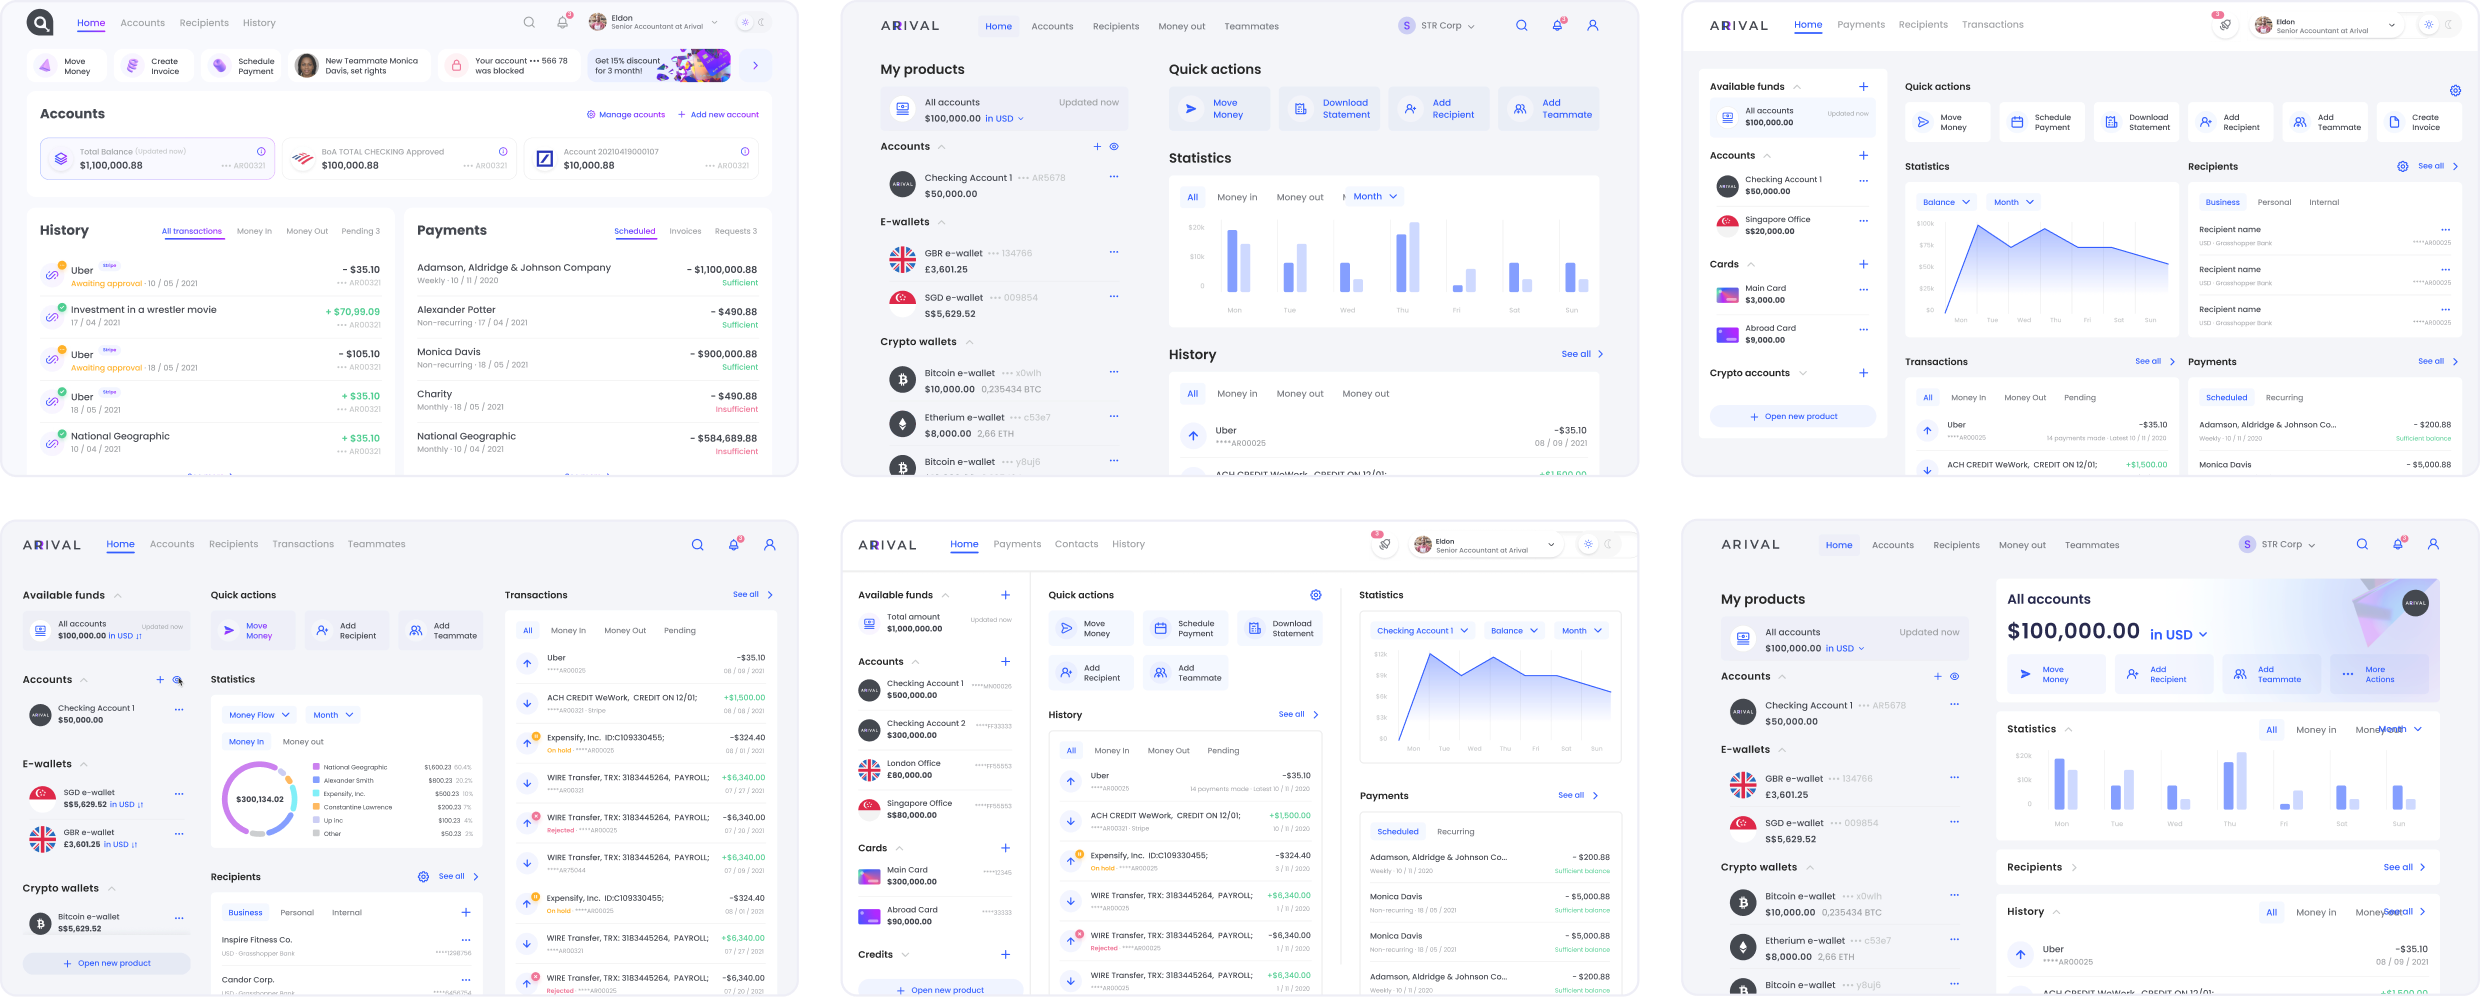 Home Accounts Recipients History
3
Eldon
Senior Accountant at Arival
Move Money
Create Invoice
Schedule Payment
New Teammate Monica Davis, set rights
Your account ••• 566 78 was blocked
Get 15% discount for 3 month!
Accounts
Manage acounts
Add new account
Total Balance (Updated now)
$1,100,000.88
••• AR00321
BoA TOTAL CHECKING Approved
$100,000.88
••• AR00321
Account 20210419000107
$10,000.88
••• AR00321
History
All transactions Money In Money Out Pending 3
Uber Stripe - $35.10
Awaiting approval · 10 / 05 / 2021 ••• AR00321
Investment in a wrestler movie + $70,99.09
17 / 04 / 2021 ••• AR00321
Uber Stripe - $105.10
Awaiting approval · 18 / 05 / 2021 ••• AR00321
Uber Stripe + $35.10
18 / 05 / 2021 ••• AR00321
National Geographic + $35.10
10 / 04 / 2021 ••• AR00321
Payments
Scheduled Invoices Requests 3
Adamson, Aldridge & Johnson Company - $1,100,000.88
Weekly · 10 / 11 / 2020 Sufficient
Alexander Potter - $490.88
Non-recurring · 17 / 04 / 2021 Sufficient
Monica Davis - $900,000.88
Non-recurring · 18 / 05 / 2021 Sufficient
Charity - $490.88
Monthly · 18 / 05 / 2021 Insufficient
National Geographic - $584,689.88
Monthly · 10 / 04 / 2021 Insufficient
ARIVAL
Home Accounts Recipients Money out Teammates
S STR Corp
3
My products
All accounts Updated now
$100,000.00 in USD
Accounts
Checking Account 1 ••• AR5678
$50,000.00
E-wallets
GBR e-wallet ••• 134766
£3,601.25
SGD e-wallet ••• 009854
S$5,629.52
Crypto wallets
Bitcoin e-wallet ••• x0wlh
$10,000.00 0,235434 BTC
Etherium e-wallet ••• c53e7
$8,000.00 2,66 ETH
Bitcoin e-wallet ••• y8uj6
Quick actions
Move Money
Download Statement
Add Recipient
Add Teammate
Statistics
All Money in Money out Month
$20k
$10k
0
Mon Tue Wed Thu Fri Sat Sun
History See all
All Money in Money out Money out
Uber -$35.10
****AR00025 08 / 09 / 2021
ACH CREDIT WeWork, CREDIT ON 12/01; +$1,500.00
ARIVAL
Home Payments Recipients Transactions
3
Eldon
Senior Accountant at Arival
Available funds
All accounts Updated now
$100,000.00
Accounts
Checking Account 1
$50,000.00
Singapore Office
S$20,000.00
Cards
Main Card
$3,000.00
Abroad Card
$9,000.00
Crypto accounts
Open new product
Quick actions
Move Money
Schedule Payment
Download Statement
Add Recipient
Add Teammate
Create Invoice
Statistics
Balance Month
$100k
$75k
$50k
$25k
$0
Mon Tue Wed Thu Fri Sat Sun
Recipients See all
Business Personal Internal
Recipient name
USD · Grasshopper Bank ****AR00025
Recipient name
USD · Grasshopper Bank ****AR00025
Recipient name
USD · Grasshopper Bank ****AR00025
Transactions See all
All Money In Money Out Pending
Uber -$35.10
****AR00025 14 payments made · Latest 10 / 11 / 2020
ACH CREDIT WeWork, CREDIT ON 12/01; +$1,500.00
Payments See all
Scheduled Recurring
Adamson, Aldridge & Johnson Co... - $200.88
Weekly · 10 / 11 / 2020 Sufficient balance
Monica Davis - $5,000.88
ARIVAL
Home Accounts Recipients Transactions Teammates
3
Available funds
All accounts Updated now
$100,000.00 in USD
Accounts
Checking Account 1
$50,000.00
E-wallets
SGD e-wallet
S$5,629.52 in USD
GBR e-wallet
£3,601.25 in USD
Crypto wallets
Bitcoin e-wallet
S$5,629.52
Open new product
Quick actions
Move Money
Add Recipient
Add Teammate
Statistics
Money Flow Month
Money In Money out
$300,134.02
National Geographic $1,600.23 60.4%
Alexander Smith $800.23 20.2%
Expensify, Inc. $500.23 10%
Constantine Lawrence $200.23 7%
Up Inc $100.23 4%
Other $50.23 2%
Recipients See all
Business Personal Internal
Inspire Fitness Co.
USD · Grasshopper Bank ****1298756
Candor Corp.
USD · Grasshopper Bank ****6456754
Transactions See all
All Money In Money Out Pending
Uber -$35.10
****AR00025 08 / 09 / 2021
ACH CREDIT WeWork, CREDIT ON 12/01; +$1,500.00
****AR00321 · Stripe 08 / 08 / 2021
Expensify, Inc. ID:C109330455; -$324.40
On hold · ****AR00025 08 / 01 / 2021
WIRE Transfer, TRX: 3183445264, PAYROLL; +$6,340.00
****AR00321 07 / 27 / 2021
WIRE Transfer, TRX: 3183445264, PAYROLL; -$6,340.00
Rejected · ****AR00025 07 / 20 / 2021
WIRE Transfer, TRX: 3183445264, PAYROLL; +$6,340.00
****AR75044 07 / 09 / 2021
Expensify, Inc. ID:C109330455; -$324.40
On hold · ****AR00025 08 / 01 / 2021
WIRE Transfer, TRX: 3183445264, PAYROLL; +$6,340.00
****AR00321 07 / 27 / 2021
WIRE Transfer, TRX: 3183445264, PAYROLL; -$6,340.00
Rejected · ****AR00025 07 / 20 / 2021
ARIVAL
Home Payments Contacts History
3
Eldon
Senior Accountant at Arival
Available funds
Total amount Updated now
$1,000,000.00
Accounts
Checking Account 1 ****MN00025
$500,000.00
Checking Account 2 ****FF33333
$300,000.00
London Office ****FF55553
£80,000.00
Singapore Office ****FF55553
S$80,000.00
Cards
Main Card ****12345
$300,000.00
Abroad Card ****33333
$90,000.00
Credits
Open new product
Quick actions
Move Money
Schedule Payment
Download Statement
Add Recipient
Add Teammate
History See all
All Money In Money Out Pending
Uber -$35.10
****AR00025 14 payments made · Latest 10 / 11 / 2020
ACH CREDIT WeWork, CREDIT ON 12/01; +$1,500.00
****AR00321 · Stripe 10 / 11 / 2020
Expensify, Inc. ID:C109330455; -$324.40
On hold · ****AR00025 3 / 11 / 2020
WIRE Transfer, TRX: 3183445264, PAYROLL; +$6,340.00
****AR00025 1 / 11 / 2020
WIRE Transfer, TRX: 3183445264, PAYROLL; -$6,340.00
Rejected · ****AR00025 1 / 11 / 2020
WIRE Transfer, TRX: 3183445264, PAYROLL; +$6,340.00
****AR00025 1 / 11 / 2020
Statistics
Checking Account 1 Balance Month
$12k
$9k
$6k
$3k
$0
Mon Tue Wed Thu Fri Sat Sun
Payments See all
Scheduled Recurring
Adamson, Aldridge & Johnson Co... - $200.88
Weekly · 10 / 11 / 2020 Sufficient balance
Monica Davis - $5,000.88
Non-recurring · 18 / 05 / 2021 Sufficient balance
Monica Davis - $5,000.88
Non-recurring · 18 / 05 / 2021 Sufficient balance
Adamson, Aldridge & Johnson Co... - $200.88
Weekly · 10 / 11 / 2020 Sufficient balance
ARIVAL
Home Accounts Recipients Money out Teammates
S STR Corp
3
My products
All accounts Updated now
$100,000.00 in USD
Accounts
Checking Account 1 ••• AR5678
$50,000.00
E-wallets
GBR e-wallet ••• 134766
£3,601.25
SGD e-wallet ••• 009854
S$5,629.52
Crypto wallets
Bitcoin e-wallet ••• x0wlh
$10,000.00 0,235434 BTC
Etherium e-wallet ••• c53e7
$8,000.00 2,66 ETH
Bitcoin e-wallet ••• y8uj6
All accounts
ARIVAL
$100,000.00 in USD
Move Money
Add Recipient
Add Teammate
More Actions
Statistics
All Money in Money out Month
$20k
$10k
0
Mon Tue Wed Thu Fri Sat Sun
Recipients See all
History
All Money in Money out See all
Uber -$35.10
****AR00025 08 / 09 / 2021
ACH CREDIT WeWork, CREDIT ON 12/01; +$1,500.00